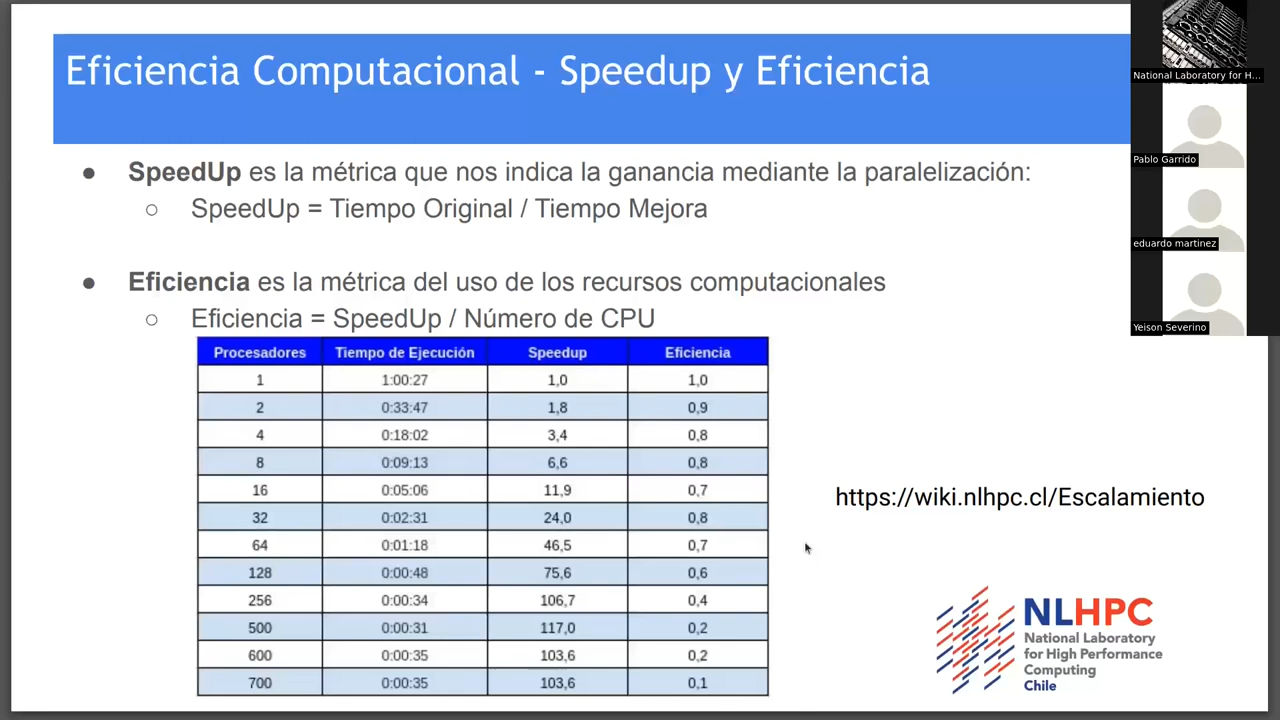 Eficiencia Computacional - Speedup y Eficiencia
● SpeedUp es la métrica que nos indica la ganancia mediante la paralelización:
○ SpeedUp = Tiempo Original / Tiempo Mejora
● Eficiencia es la métrica del uso de los recursos computacionales
○ Eficiencia = SpeedUp / Número de CPU
Procesadores Tiempo de Ejecución Speedup Eficiencia
1 1:00:27 1,0 1,0
2 0:33:47 1,8 0,9
4 0:18:02 3,4 0,8
8 0:09:13 6,6 0,8
16 0:05:06 11,9 0,7
32 0:02:31 24,0 0,8
64 0:01:18 46,5 0,7
128 0:00:48 75,6 0,6
256 0:00:34 106,7 0,4
500 0:00:31 117,0 0,2
600 0:00:35 103,6 0,2
700 0:00:35 103,6 0,1
https://wiki.nlhpc.cl/Escalamiento
NLHPC
National Laboratory
for High Performance
Computing
Chile
National Laboratory for H...
Pablo Garrido
eduardo martinez
Yeison Severino